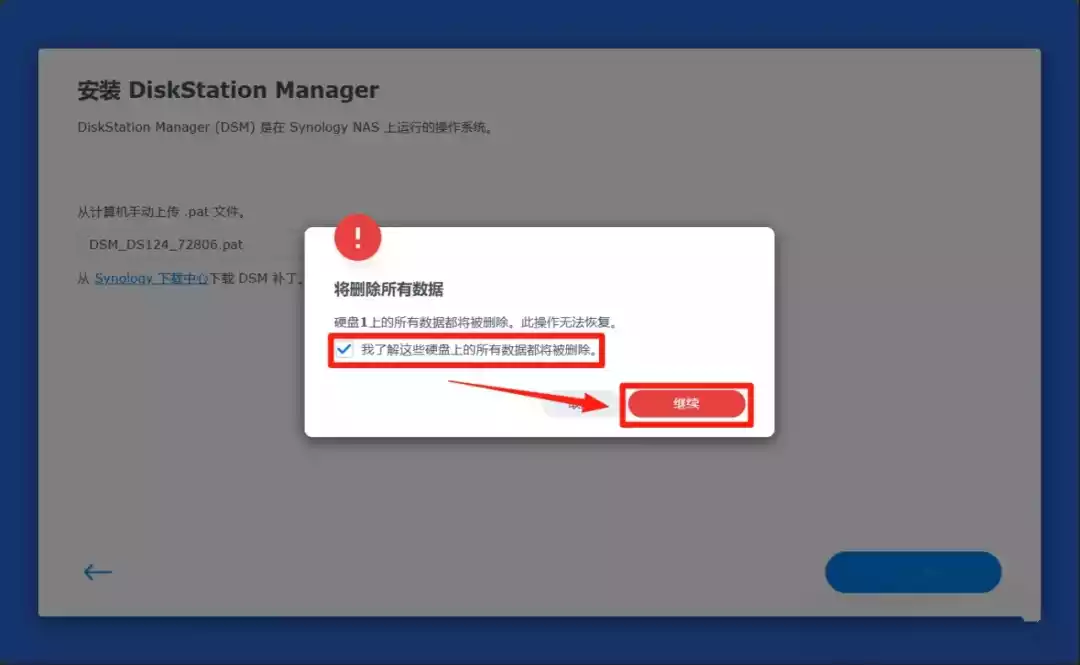 安装 DiskStation Manager
DiskStation Manager (DSM) 是在 Synology NAS 上运行的操作系统。
从计算机手动上传 .pat 文件。
DSM_DS124_72806.pat
从 Synology 下载中心下载 DSM 补丁。
!
将删除所有数据
硬盘1上的所有数据都将被删除。此操作无法恢复。
我了解这些硬盘上的所有数据都将被删除。
继续